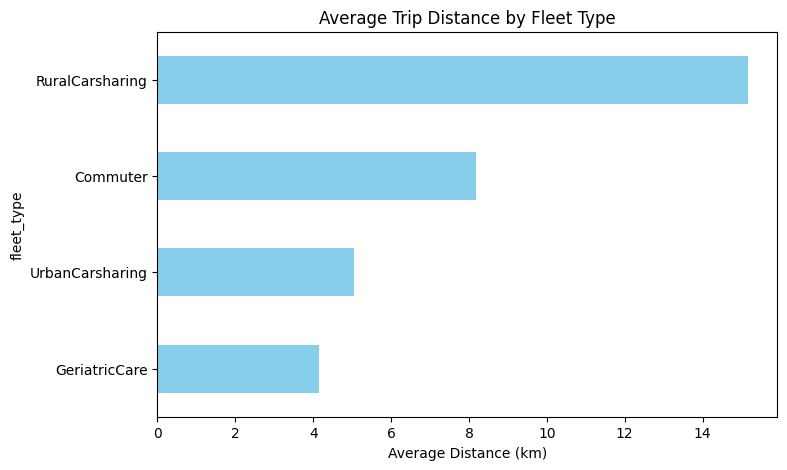 Average Trip Distance by Fleet Type
fleet_type
RuralCarsharing
Commuter
UrbanCarsharing
GeriatricCare
0 2 4 6 8 10 12 14
Average Distance (km)